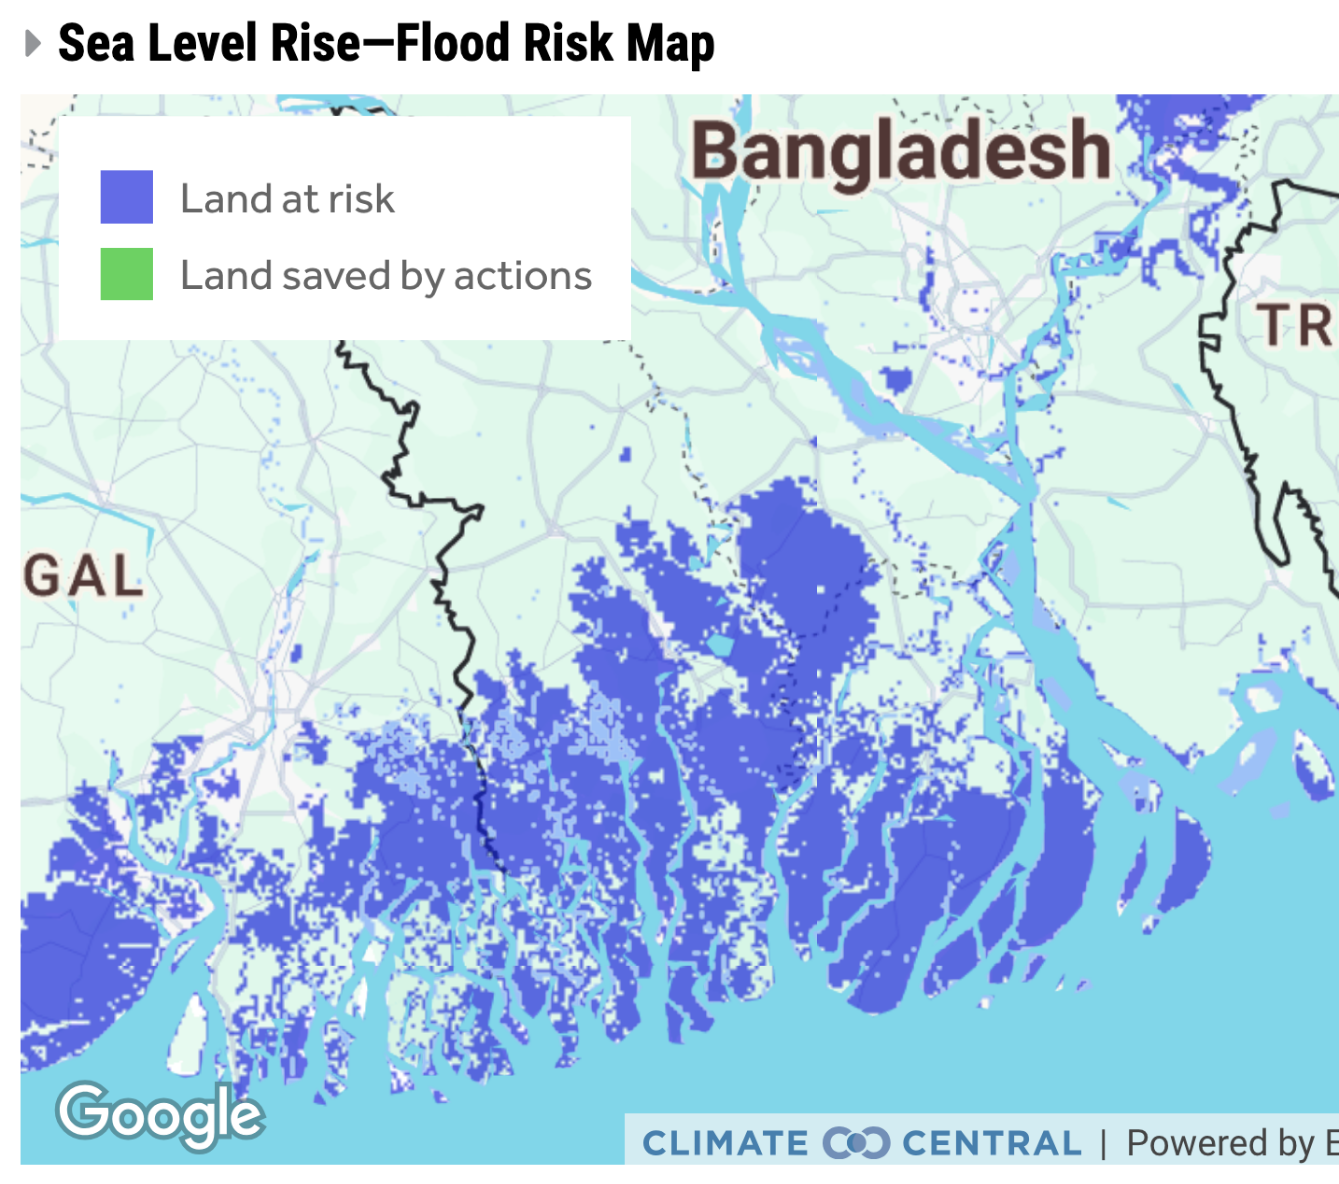 Sea Level Rise—Flood Risk Map
Bangladesh
Land at risk
Land saved by actions
TR
GAL
Google
CLIMATE CENTRAL | Powered by E